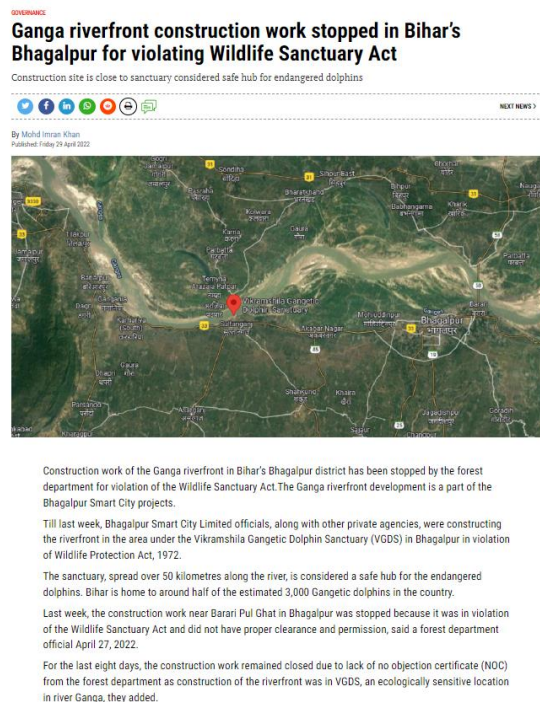 GOVERNANCE
Ganga riverfront construction work stopped in Bihar’s
Bhagalpur for violating Wildlife Sanctuary Act
Construction site is close to sanctuary considered safe hub for endangered dolphins
NEXT NEWS ❯
By Mohd Imran Khan
Published: Friday 29 April 2022
Vikramshila Gangetic
Dolphin Sanctuary
Sultanganj
Akbar Nagar
Bhagalpur
भागलपुर
Shahkund
Jagadishpur
Kharagpur
Construction work of the Ganga riverfront in Bihar’s Bhagalpur district has been stopped by the forest
department for violation of the Wildlife Sanctuary Act.The Ganga riverfront development is a part of the
Bhagalpur Smart City projects.
Till last week, Bhagalpur Smart City Limited officials, along with other private agencies, were constructing
the riverfront in the area under the Vikramshila Gangetic Dolphin Sanctuary (VGDS) in Bhagalpur in violation
of Wildlife Protection Act, 1972.
The sanctuary, spread over 50 kilometres along the river, is considered a safe hub for the endangered
dolphins. Bihar is home to around half of the estimated 3,000 Gangetic dolphins in the country.
Last week, the construction work near Barari Pul Ghat in Bhagalpur was stopped because it was in violation
of the Wildlife Sanctuary Act and did not have proper clearance and permission, said a forest department
official April 27, 2022.
For the last eight days, the construction work remained closed due to lack of no objection certificate (NOC)
from the forest department as construction of the riverfront was in VGDS, an ecologically sensitive location
in river Ganga, they added.